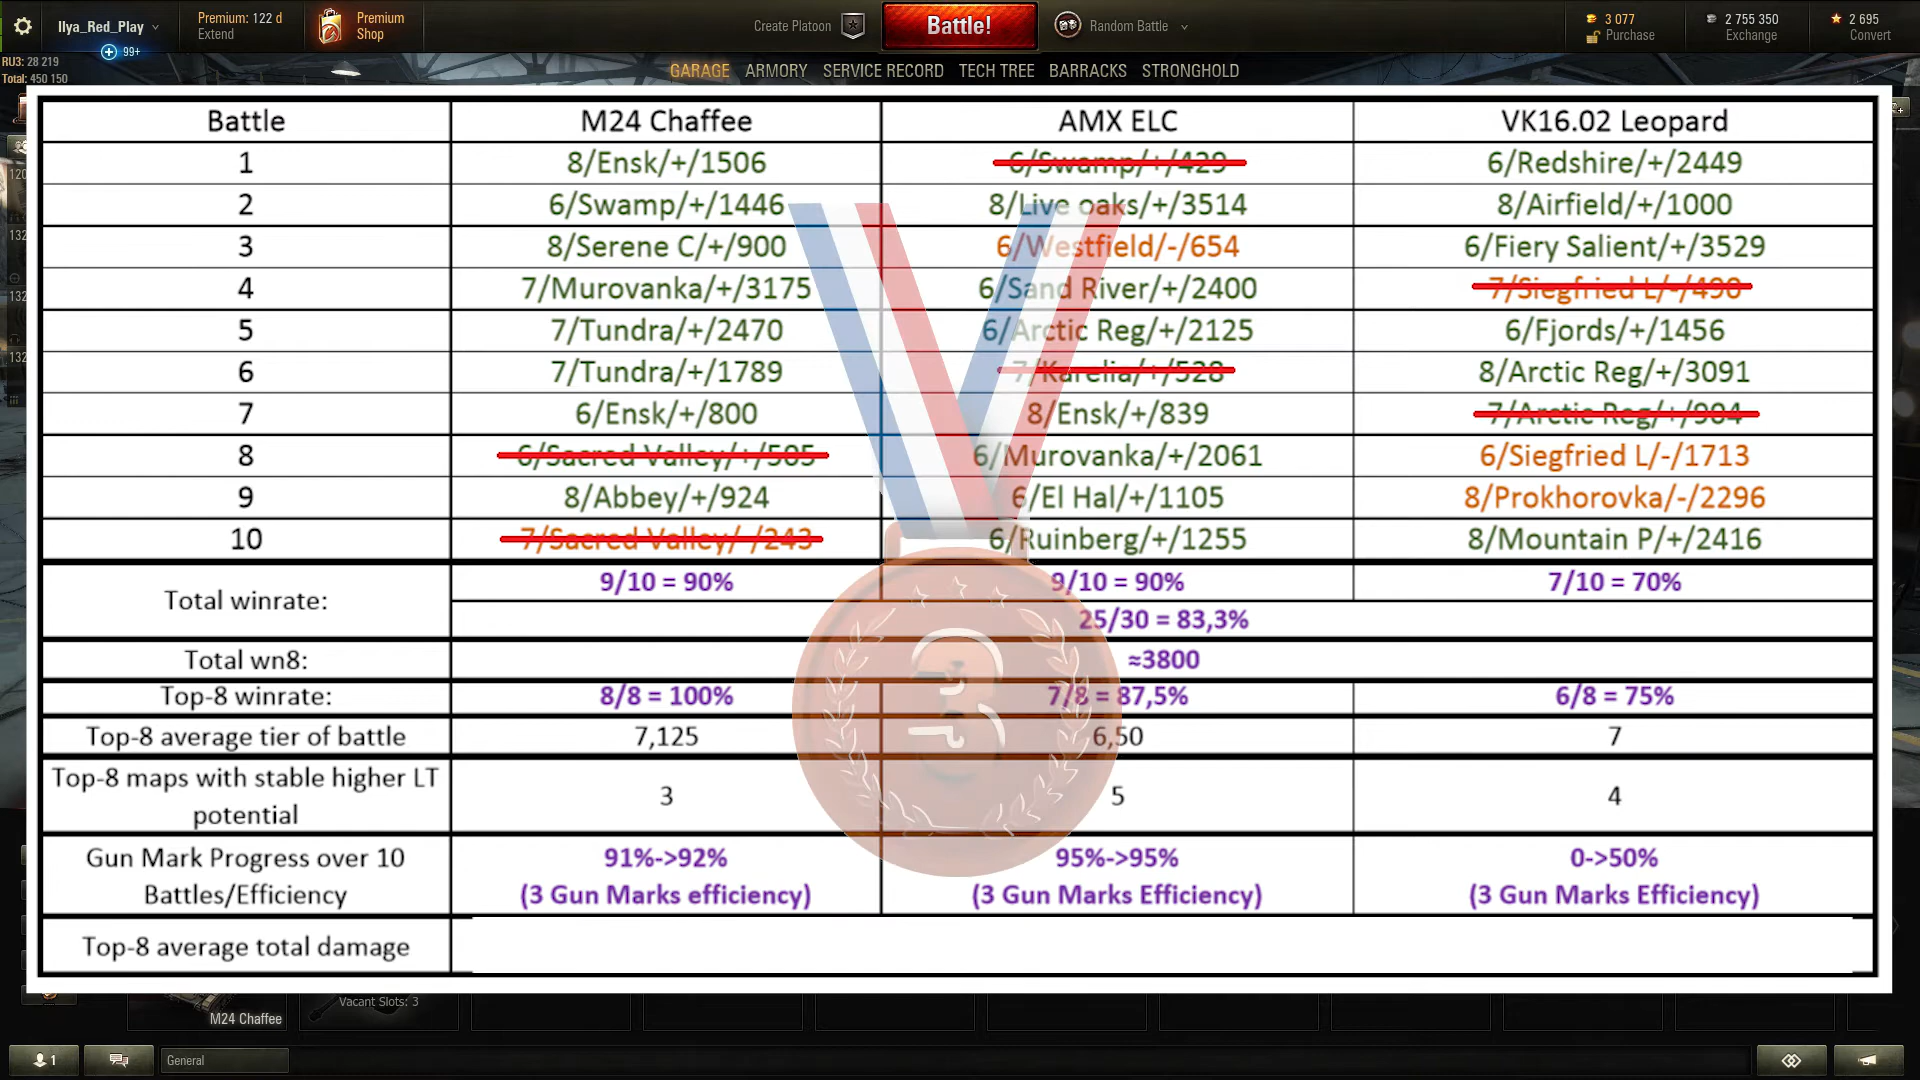 Ilya_Red_Play
99+
Premium: 122 d
Extend
Premium
Shop
Create Platoon
Battle!
Random Battle
3 077
Purchase
2 755 350
Exchange
2 695
Convert
RU3: 28 219
Total: 450 150
GARAGE ARMORY SERVICE RECORD TECH TREE BARRACKS STRONGHOLD
Battle M24 Chaffee AMX ELC VK16.02 Leopard
1 8/Ensk/+/1506 6/Swamp/+/429 6/Redshire/+/2449
2 6/Swamp/+/1446 8/Live oaks/+/3514 8/Airfield/+/1000
3 8/Serene C/+/900 6/Westfield/-/654 6/Fiery Salient/+/3529
4 7/Murovanka/+/3175 6/Sand River/+/2400 7/Siegfried L/-/490
5 7/Tundra/+/2470 6/Arctic Reg/+/2125 6/Fjords/+/1456
6 7/Tundra/+/1789 7/Karelia/+/528 8/Arctic Reg/+/3091
7 6/Ensk/+/800 8/Ensk/+/839 7/Arctic Reg/+/904
8 6/Sacred Valley/+/505 6/Murovanka/+/2061 6/Siegfried L/-/1713
9 8/Abbey/+/924 6/El Hal/+/1105 8/Prokhorovka/-/2296
10 7/Sacred Valley/-/243 6/Ruinberg/+/1255 8/Mountain P/+/2416
Total winrate: 9/10 = 90% 9/10 = 90% 7/10 = 70%
25/30 = 83,3%
Total wn8: ≈3800
Top-8 winrate: 8/8 = 100% 7/8 = 87,5% 6/8 = 75%
Top-8 average tier of battle 7,125 6,50 7
Top-8 maps with stable higher LT
potential 3 5 4
Gun Mark Progress over 10 91%->92% 95%->95% 0->50%
Battles/Efficiency (3 Gun Marks efficiency) (3 Gun Marks Efficiency) (3 Gun Marks Efficiency)
Top-8 average total damage
Vacant Slots: 3
M24 Chaffee
1
General